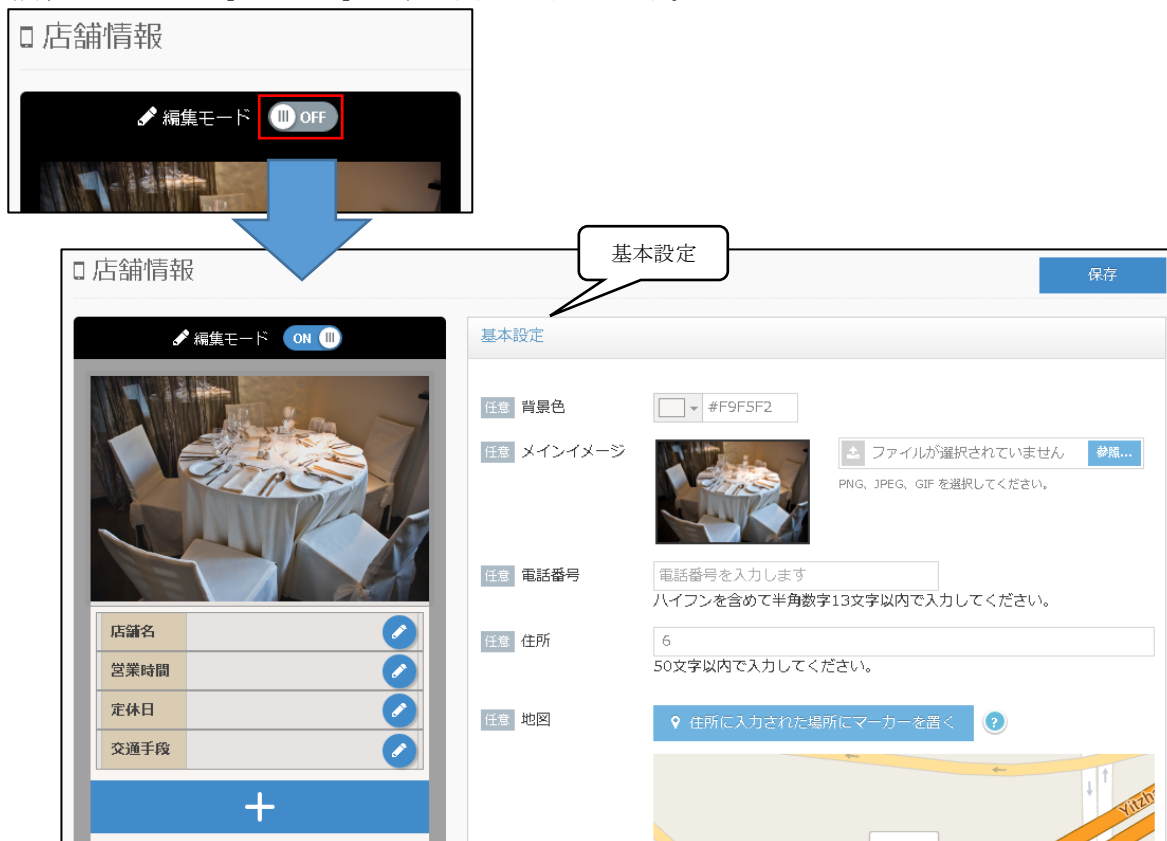 店舗情報
編集モード OFF
基本設定
店舗情報
保存
編集モード ON
店舗名
営業時間
定休日
交通手段
+
基本設定
任意 背景色 #F9F5F2
任意 メインイメージ ファイルが選択されていません 参照...
PNG、JPEG、GIF を選択してください。
任意 電話番号 電話番号を入力します
ハイフンを含めて半角数字13文字以内で入力してください。
任意 住所 6
50文字以内で入力してください。
任意 地図 住所に入力された場所にマーカーを置く ?